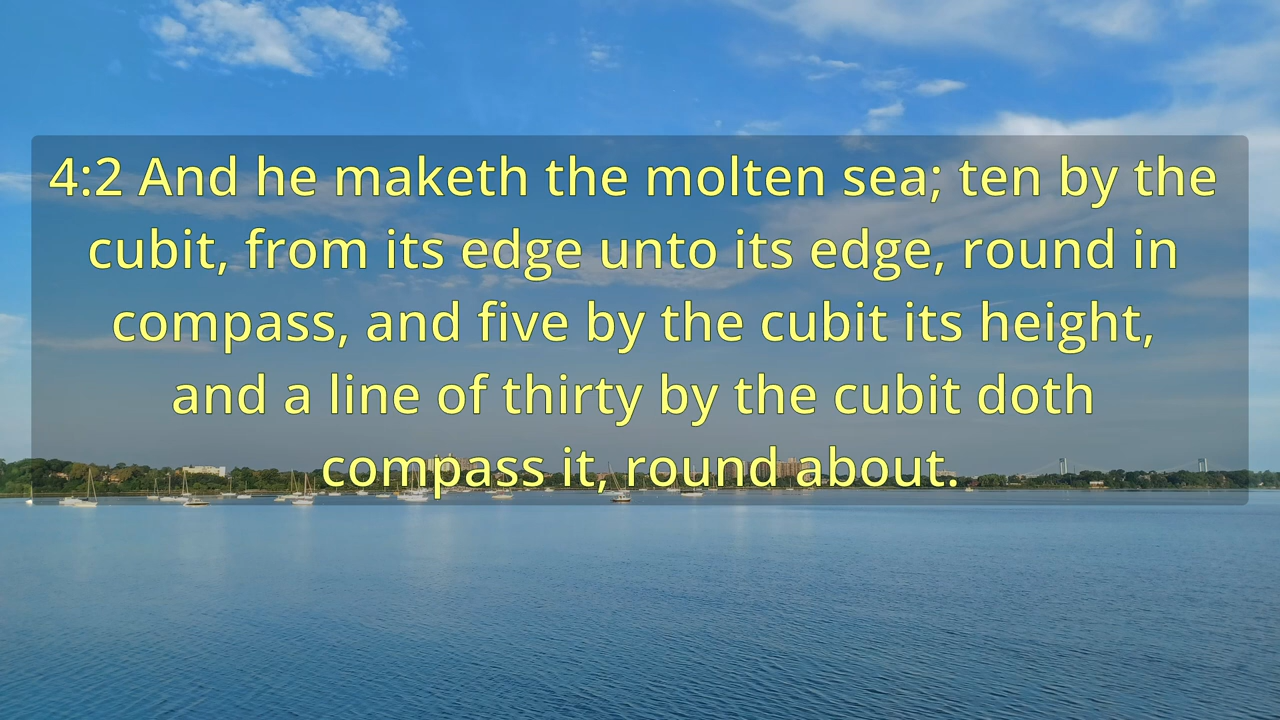 4:2 And he maketh the molten sea; ten by the
cubit, from its edge unto its edge, round in
compass, and five by the cubit its height,
and a line of thirty by the cubit doth
compass it, round about.